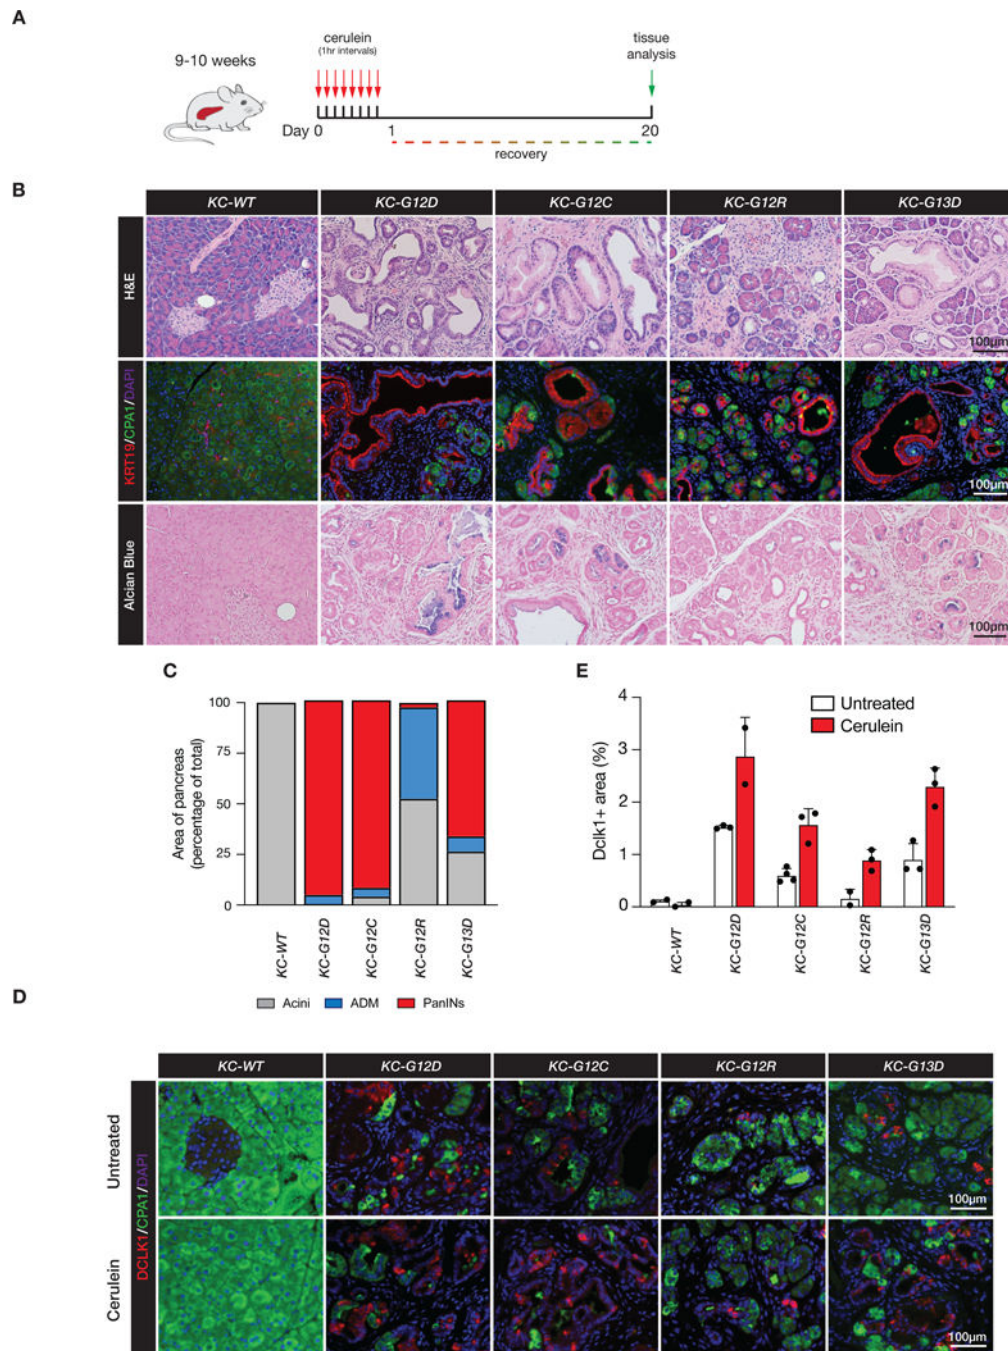 A
9-10 weeks
cerulein
(1hr intervals)
tissue
analysis
Day 0
1
20
recovery
B
KC-WT
KC-G12D
KC-G12C
KC-G12R
KC-G13D
H&E
100µm
KRT19/CPA1/DAPI
100µm
Alcian Blue
100µm
C
Area of pancreas
(percentage of total)
100
75
50
25
0
KC-WT
KC-G12D
KC-G12C
KC-G12R
KC-G13D
Acini
ADM
PanINs
E
Dclk1+ area (%)
4
3
2
1
0
Untreated
Cerulein
KC-WT
KC-G12D
KC-G12C
KC-G12R
KC-G13D
D
KC-WT
KC-G12D
KC-G12C
KC-G12R
KC-G13D
DCLK1/CPA1/DAPI
Untreated
100µm
Cerulein
100µm